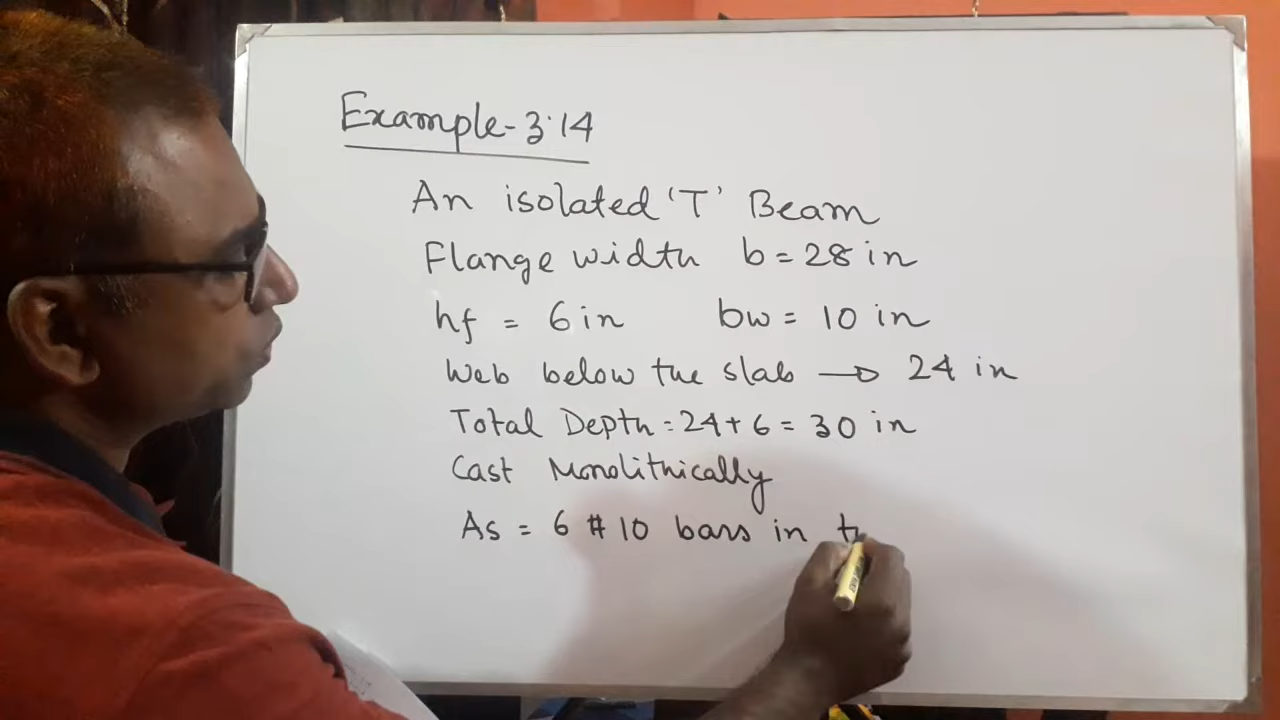 Example-3.14
An isolated 'T' Beam
Flange width b = 28 in
hf = 6 in bw = 10 in
Web below the slab → 24 in
Total Depth = 24 + 6 = 30 in
Cast Monolithically
As = 6 # 10 bars in